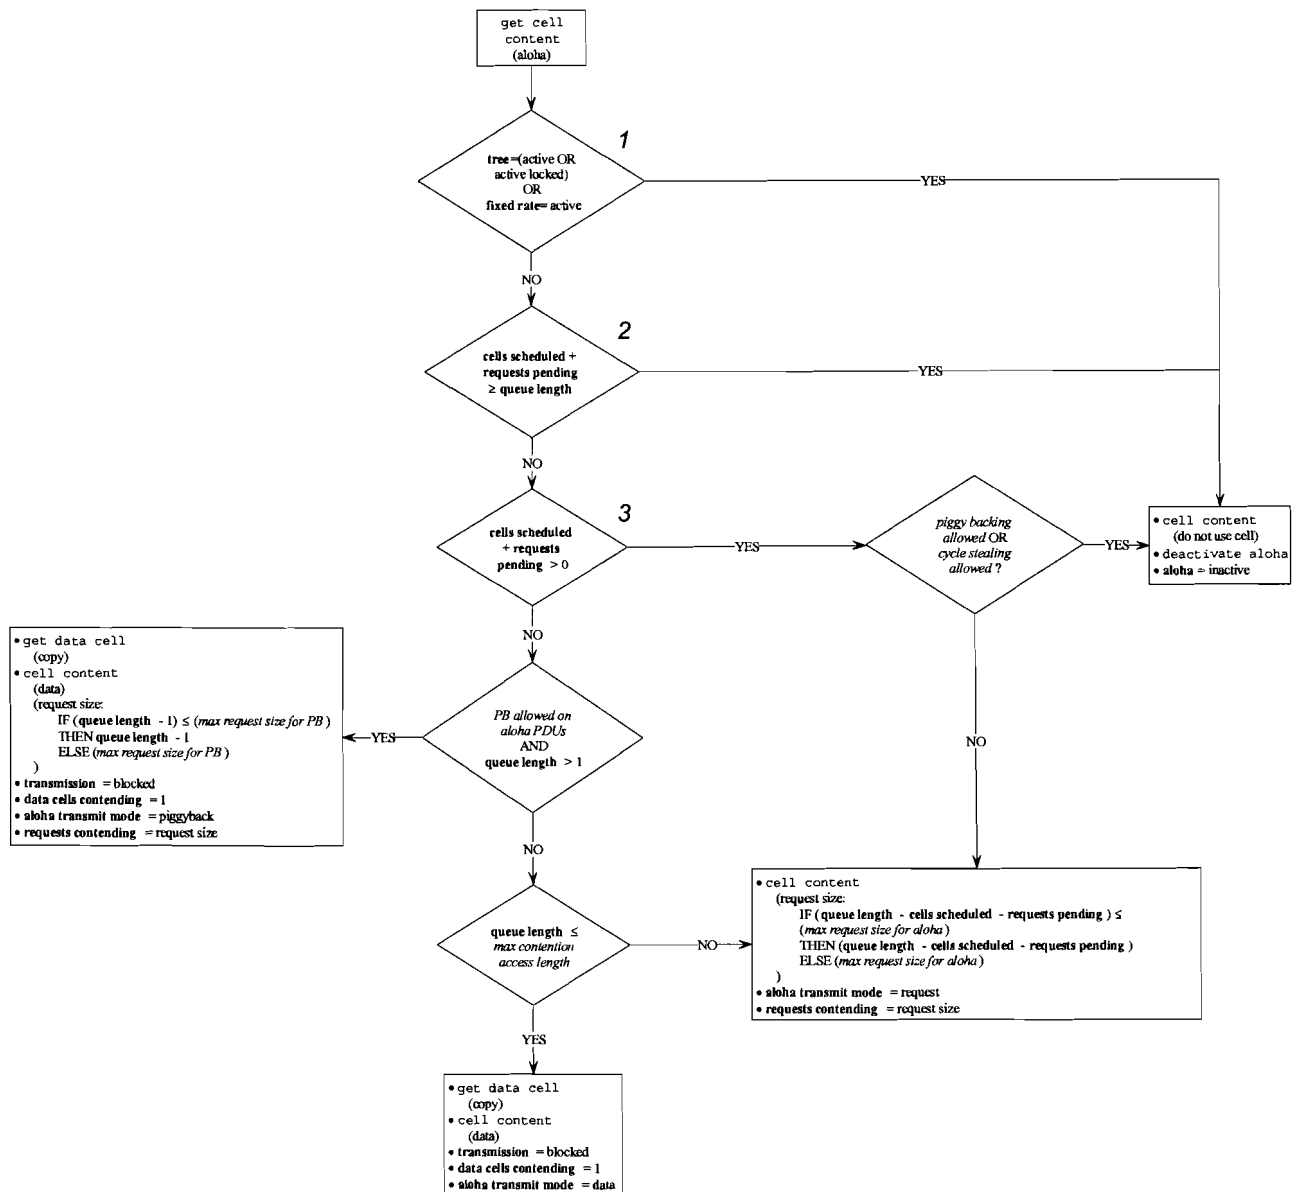 get cell
content
(aloha)
1
tree=(active OR
active locked)
OR
fixed rate= active
YES
NO
2
cells scheduled +
requests pending
≥ queue length
YES
NO
3
cells scheduled
+ requests
pending > 0
YES
piggy backing
allowed OR
cycle stealing
allowed ?
YES
• cell content
(do not use cell)
• deactivate aloha
• aloha = inactive
NO
NO
• get data cell
(copy)
• cell content
(data)
(request size:
IF (queue length - 1) ≤ (max request size for PB )
THEN queue length - 1
ELSE (max request size for PB )
)
• transmission = blocked
• data cells contending = 1
• aloha transmit mode = piggyback
• requests contending = request size
YES
PB allowed on
aloha PDUs
AND
queue length > 1
NO
queue length ≤
max contention
access length
NO
• cell content
(request size:
IF ( queue length - cells scheduled - requests pending ) ≤
(max request size for aloha )
THEN (queue length - cells scheduled - requests pending )
ELSE (max request size for aloha )
)
• aloha transmit mode = request
• requests contending = request size
YES
• get data cell
(copy)
• cell content
(data)
• transmission = blocked
• data cells contending = 1
• aloha transmit mode = data